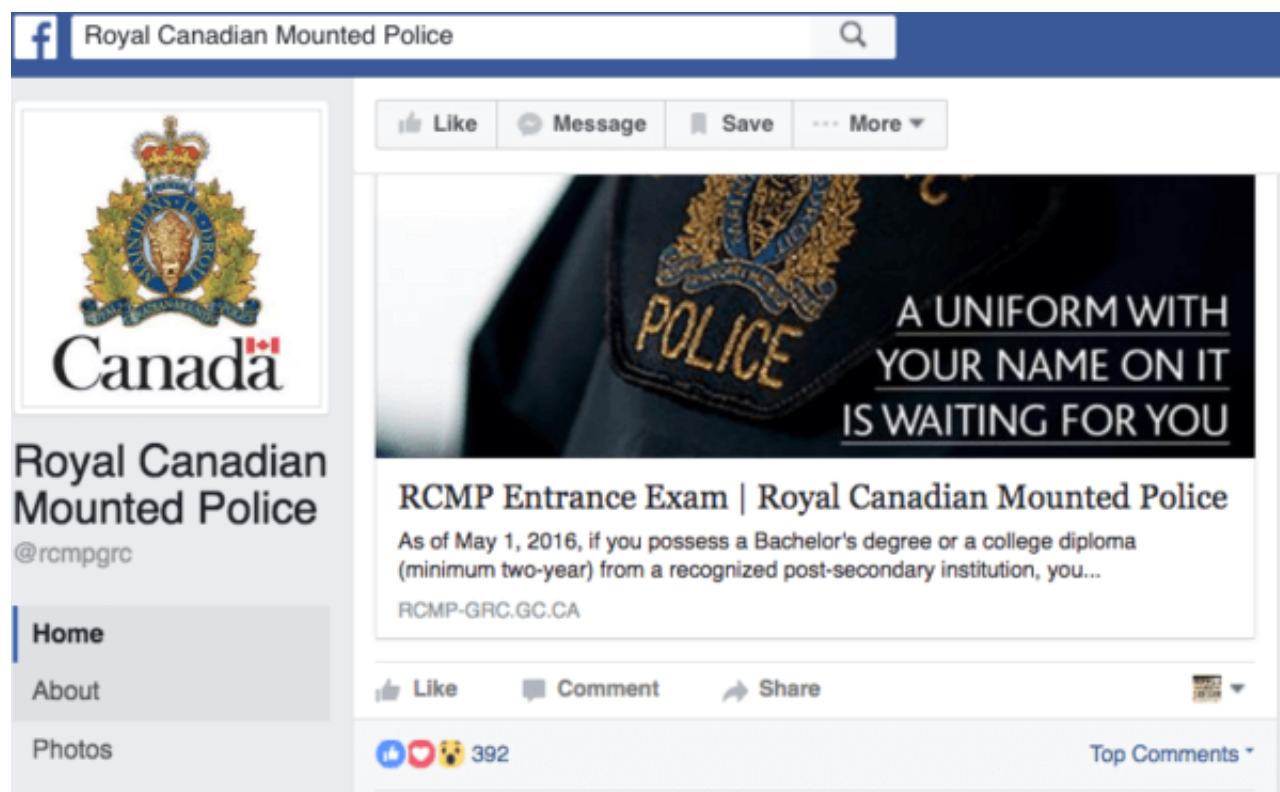 Royal Canadian Mounted Police
Like
Message
Save
More
MAINTIENS LE DROIT
Canada
Royal Canadian
Mounted Police
@rcmpgrc
Home
About
Photos
POLICE
A UNIFORM WITH
YOUR NAME ON IT
IS WAITING FOR YOU
RCMP Entrance Exam | Royal Canadian Mounted Police
As of May 1, 2016, if you possess a Bachelor's degree or a college diploma
(minimum two-year) from a recognized post-secondary institution, you...
RCMP-GRC.GC.CA
Like
Comment
Share
392
Top Comments